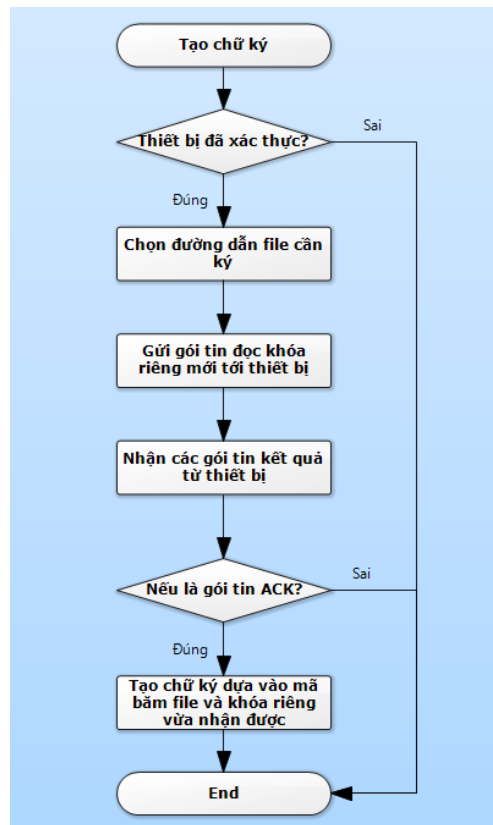 Tạo chữ ký
Thiết bị đã xác thực?
Sai
Đúng
Chọn đường dẫn file cần
ký
Gửi gói tin đọc khóa
riêng mới tới thiết bị
Nhận các gói tin kết quả
từ thiết bị
Nếu là gói tin ACK?
Sai
Đúng
Tạo chữ ký dựa vào mã
băm file và khóa riêng
vừa nhận được
End